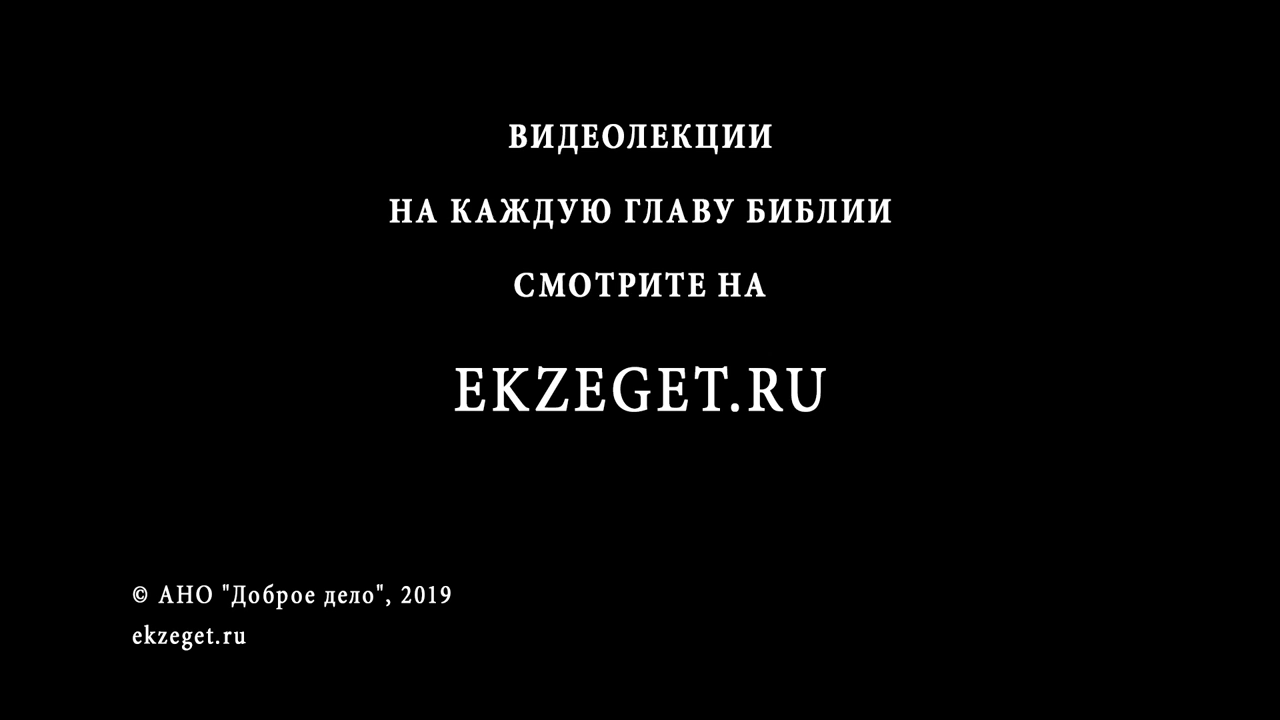 ВИДЕОЛЕКЦИИ
НА КАЖДУЮ ГЛАВУ БИБЛИИ
СМОТРИТЕ НА
EKZEGET.RU
© АНО "Доброе дело", 2019
ekzeget.ru